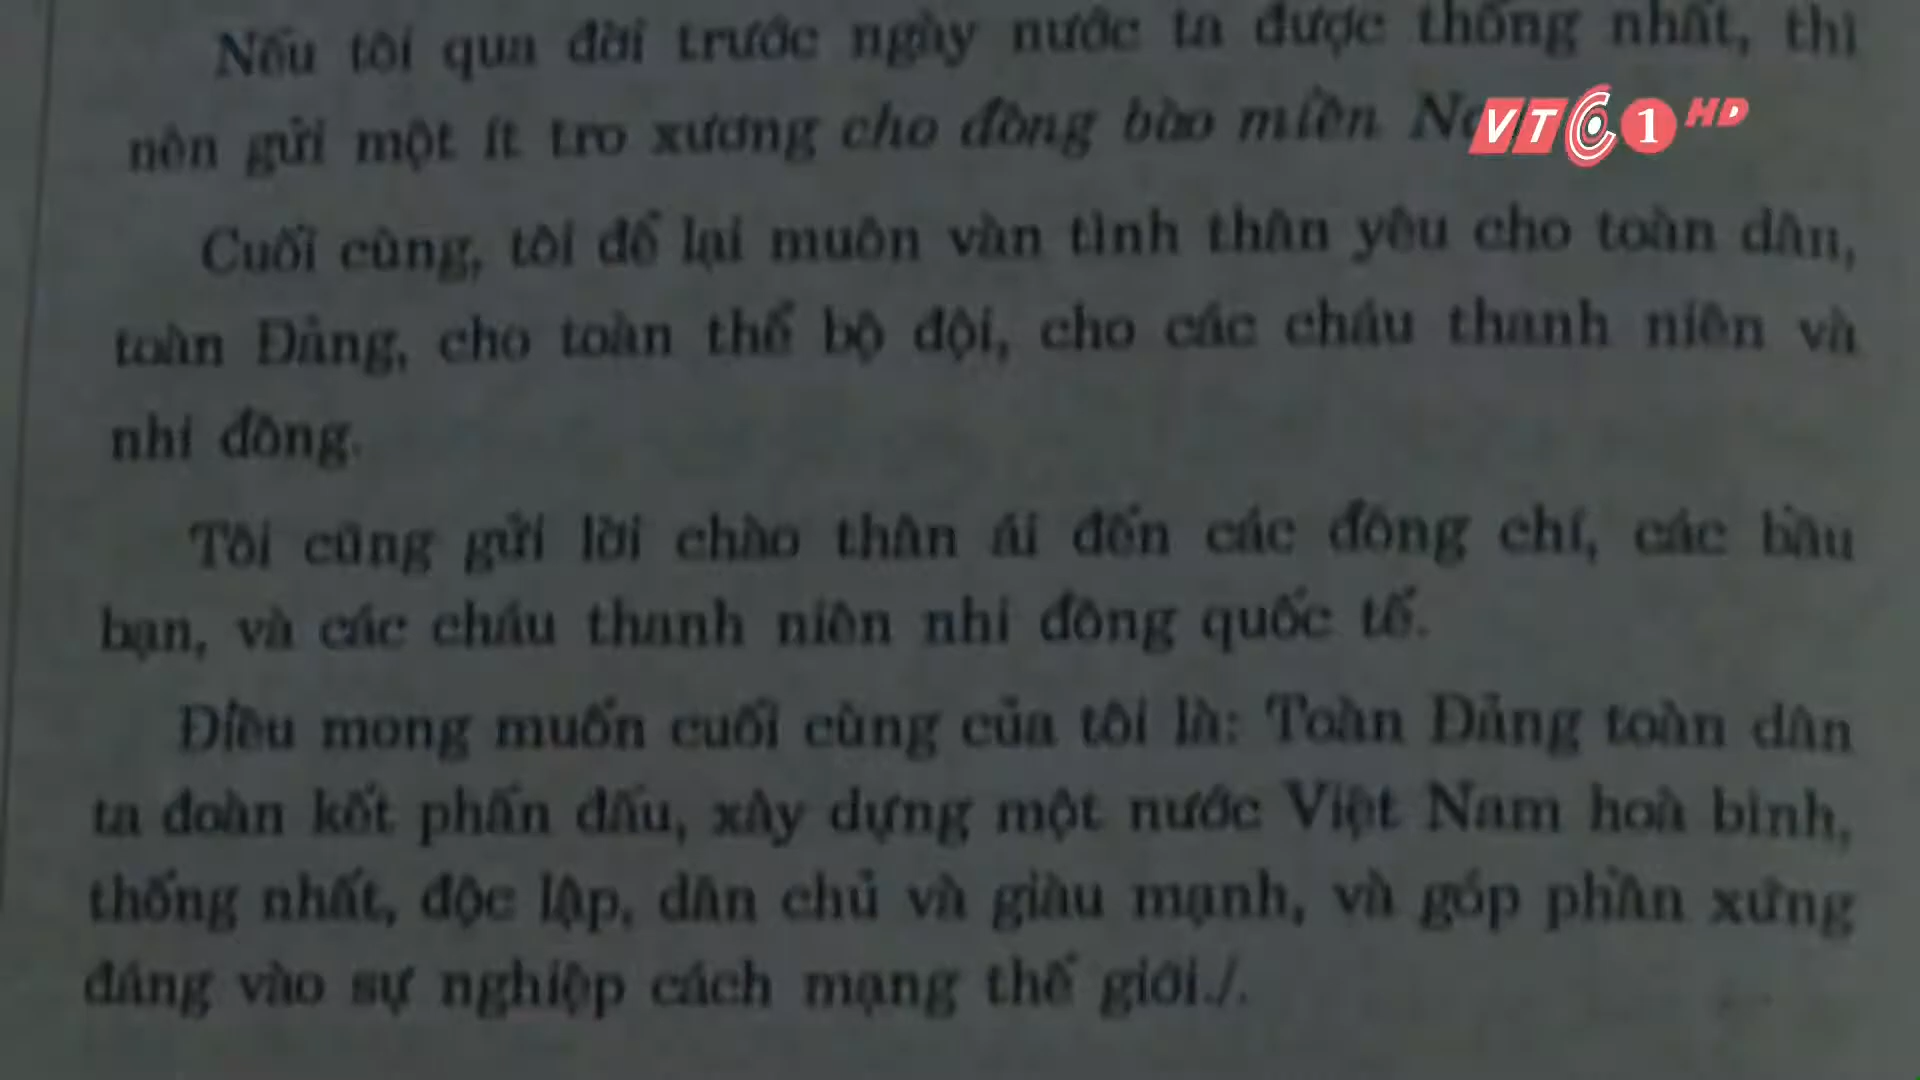 Nếu tôi qua đời trước ngày nước ta được thống nhất, thì
nên gửi một ít tro xương cho đồng bào miền
VTC1 HD
Cuối cùng, tôi để lại muôn vàn tình thân yêu cho toàn dân,
toàn Đảng, cho toàn thể bộ đội, cho các cháu thanh niên và
nhi đồng.
Tôi cũng gửi lời chào thân ái đến các đồng chí, các bầu
bạn, và các cháu thanh niên nhi đồng quốc tế.
Điều mong muốn cuối cùng của tôi là: Toàn Đảng toàn dân
ta đoàn kết phấn đấu, xây dựng một nước Việt Nam hoà bình,
thống nhất, độc lập, dân chủ và giàu mạnh, và góp phần xứng
đáng vào sự nghiệp cách mạng thế giới./.